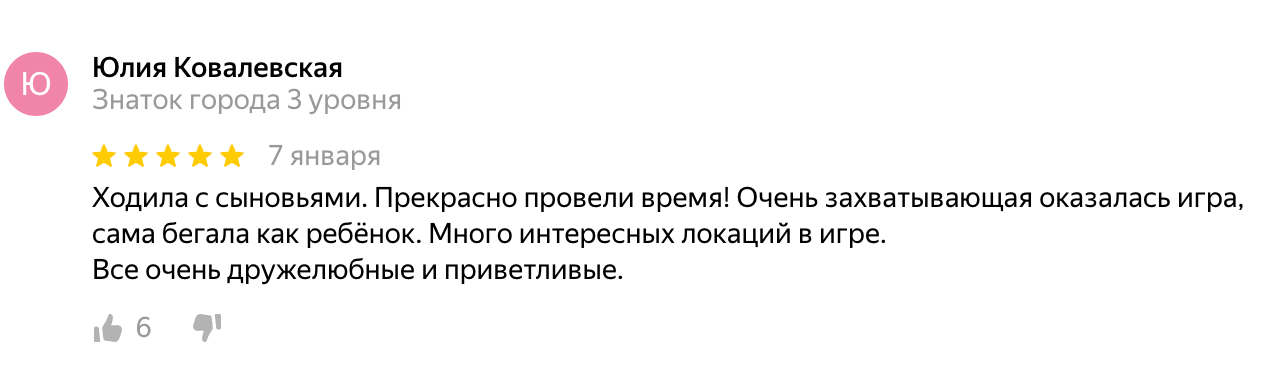 Ю
Юлия Ковалевская
Знаток города 3 уровня
7 января
Ходила с сыновьями. Прекрасно провели время! Очень захватывающая оказалась игра,
сама бегала как ребёнок. Много интересных локаций в игре.
Все очень дружелюбные и приветливые.
6